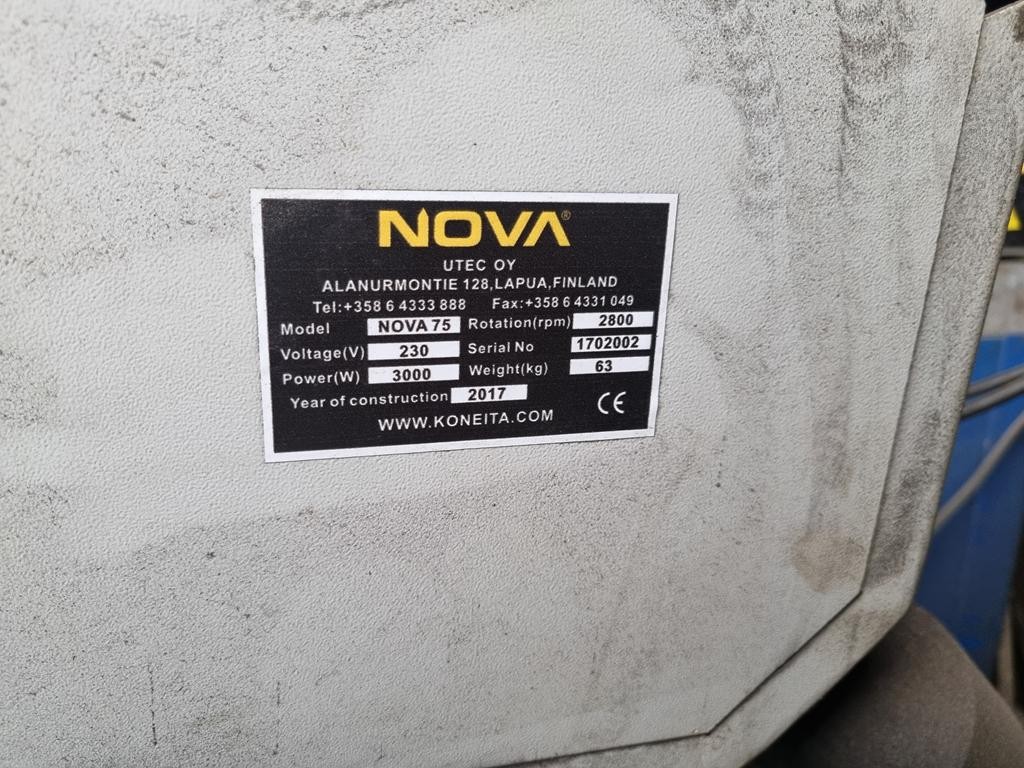 NOVA®
UTEC OY
ALANURMONTIE 128,LAPUA,FINLAND
Tel:+358 6 4333 888 Fax:+358 6 4331 049
Model NOVA 75 Rotation(rpm) 2800
Voltage(V) 230 Serial No 1702002
Power(W) 3000 Weight(kg) 63
Year of construction 2017 CE
WWW.KONEITA.COM